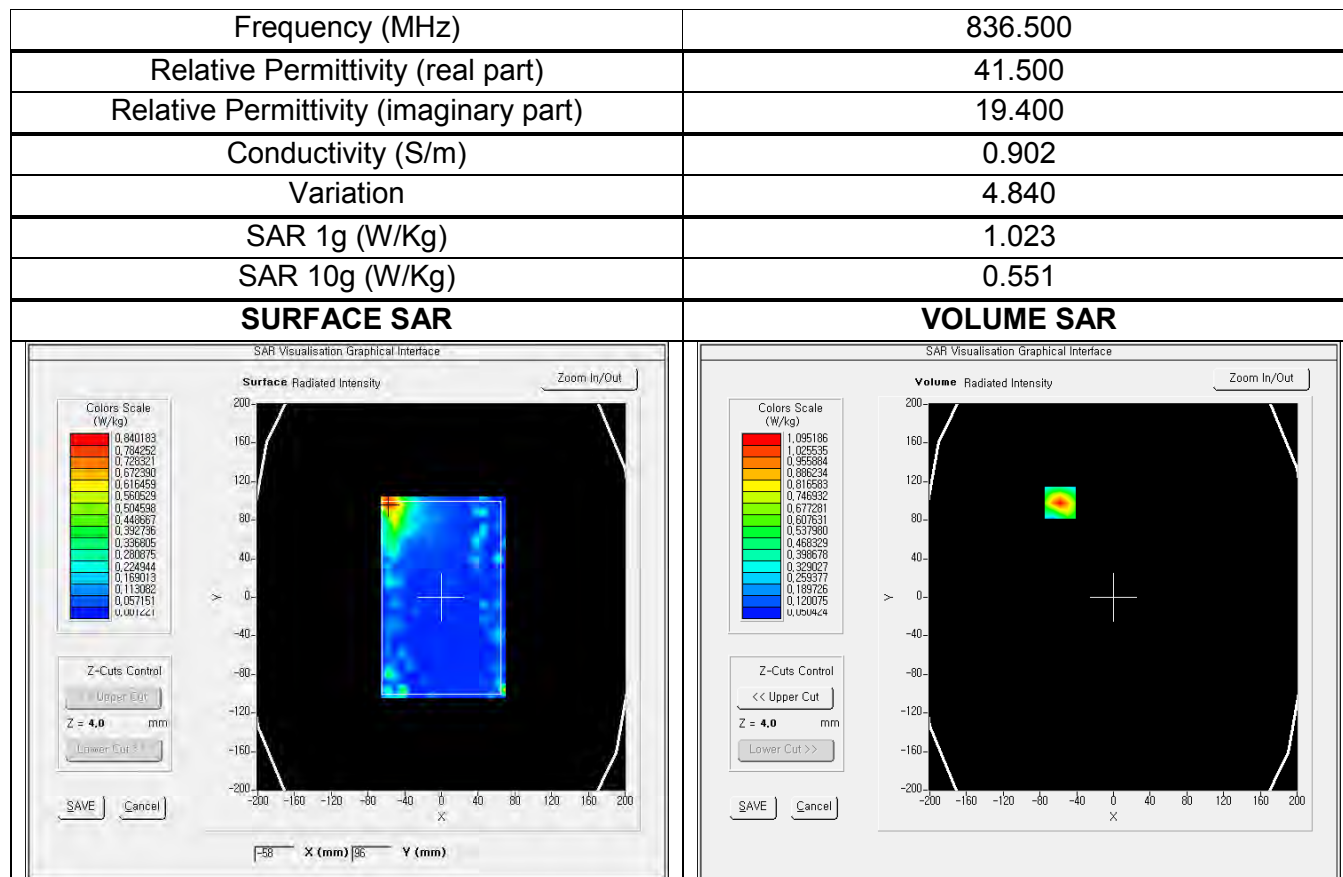 Frequency (MHz) 836.500
Relative Permittivity (real part) 41.500
Relative Permittivity (imaginary part) 19.400
Conductivity (S/m) 0.902
Variation 4.840
SAR 1g (W/Kg) 1.023
SAR 10g (W/Kg) 0.551
SURFACE SAR VOLUME SAR
SAR Visualisation Graphical Interface
Surface Radiated Intensity
Zoom In/Out
Colors Scale
(W/kg)
0,840183
0,784252
0,728321
0,672390
0,616459
0,560529
0,504598
0,448667
0,392736
0,336805
0,280875
0,224944
0,169013
0,113082
0,057151
0,001221
200
160
120
80
40
0
-40
-80
-120
-160
-200
Y
-200 -160 -120 -80 -40 0 40 80 120 160 200
X
Z-Cuts Control
<< Upper Cut
Z = 4,0 mm
Lower Cut >>
SAVE Cancel
-58 X (mm) 96 Y (mm)
SAR Visualisation Graphical Interface
Volume Radiated Intensity
Zoom In/Out
Colors Scale
(W/kg)
1,095186
1,025535
0,955884
0,886234
0,816583
0,746932
0,677281
0,607631
0,537980
0,468329
0,398678
0,329027
0,259377
0,189726
0,120075
0,050424
200
160
120
80
40
0
-40
-80
-120
-160
-200
Y
-200 -160 -120 -80 -40 0 40 80 120 160 200
X
Z-Cuts Control
<< Upper Cut
Z = 4,0 mm
Lower Cut >>
SAVE Cancel